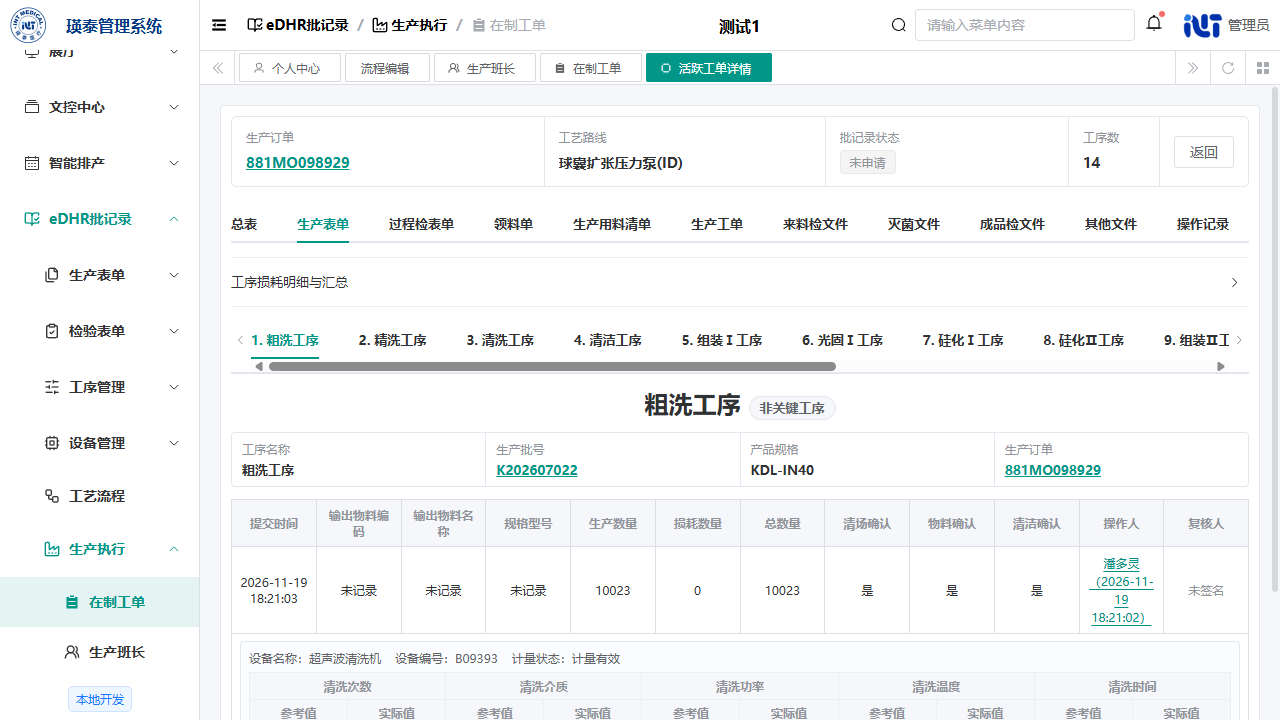 瑛泰管理系统
展厅
文控中心
智能排产
eDHR批记录
生产表单
检验表单
工序管理
设备管理
工艺流程
生产执行
在制工单
生产班长
本地开发
eDHR批记录 / 生产执行 / 在制工单
测试1
请输入菜单内容
管理员
个人中心
流程编辑
生产班长
在制工单
活跃工单详情
生产订单
881MO098929
工艺路线
球囊扩张压力泵(ID)
批记录状态
未申请
工序数
14
返回
总表
生产表单
过程检表单
领料单
生产用料清单
生产工单
来料检文件
灭菌文件
成品检文件
其他文件
操作记录
工序损耗明细与汇总
1. 粗洗工序
2. 精洗工序
3. 清洗工序
4. 清洁工序
5. 组装Ⅰ工序
6. 光固Ⅰ工序
7. 硅化Ⅰ工序
8. 硅化Ⅱ工序
9. 组装Ⅱ工
粗洗工序 非关键工序
工序名称
粗洗工序
生产批号
K202607022
产品规格
KDL-IN40
生产订单
881MO098929
提交时间 输出物料编码 输出物料名称 规格型号 生产数量 损耗数量 总数量 清场确认 物料确认 清洁确认 操作人 复核人
2026-11-19 18:21:03 未记录 未记录 未记录 10023 0 10023 是 是 是 潘多灵（2026-11-19 18:21:02） 未签名
设备名称：超声波清洗机 设备编号：B09393 计量状态：计量有效
清洗次数 清洗介质 清洗功率 清洗温度 清洗时间
参考值 实际值 参考值 实际值 参考值 实际值 参考值 实际值 参考值 实际值